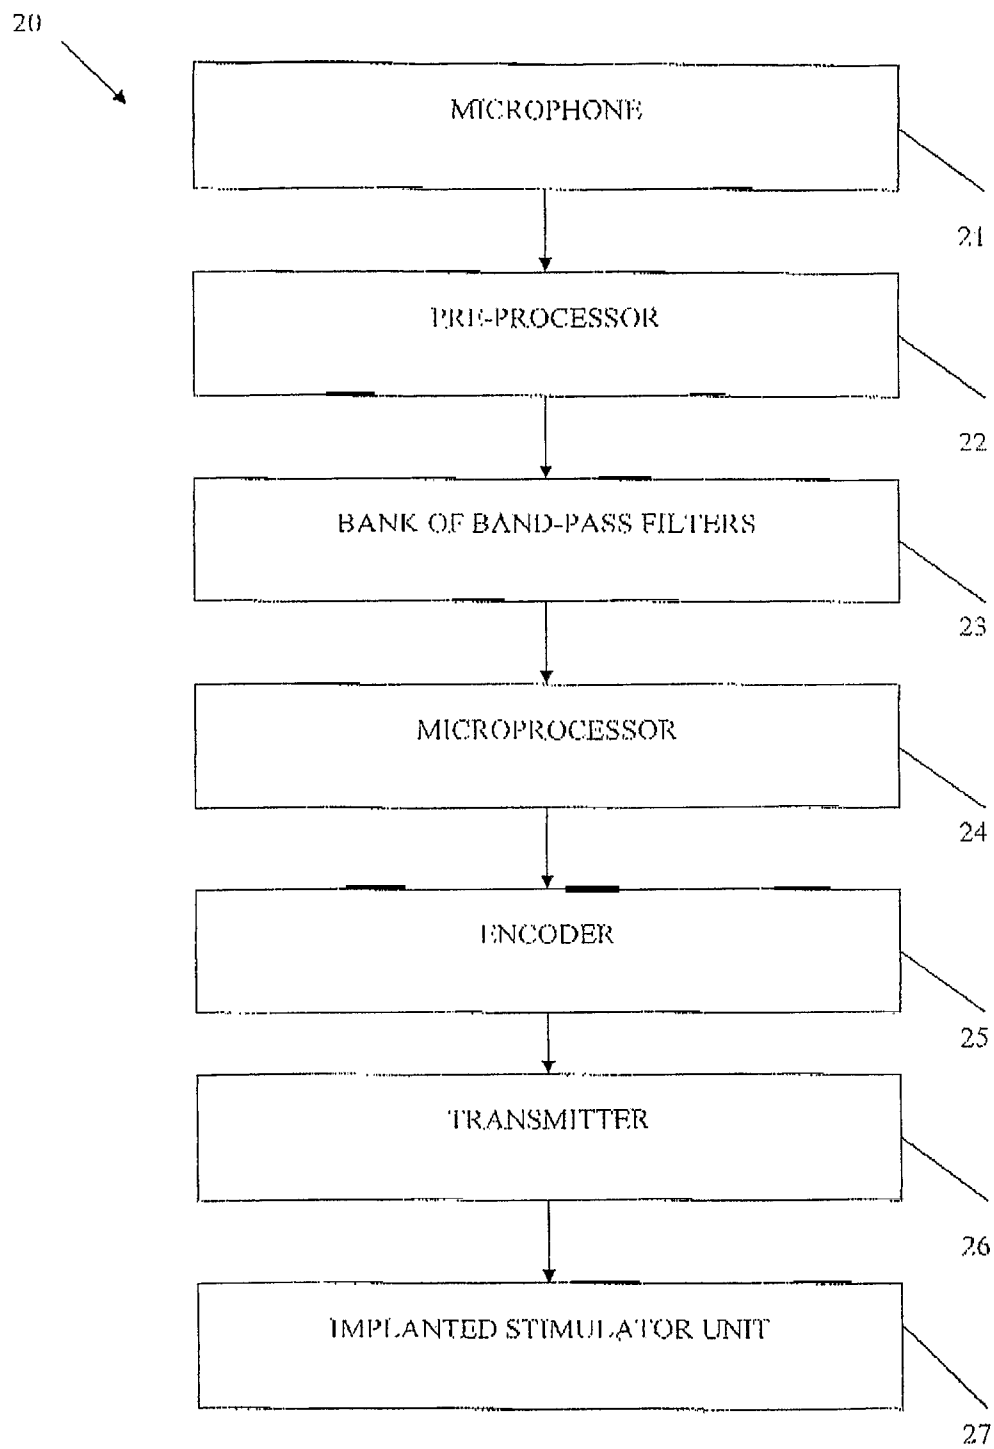 20
MICROPHONE
21
PRE-PROCESSOR
22
BANK OF BAND-PASS FILTERS
23
MICROPROCESSOR
24
ENCODER
25
TRANSMITTER
26
IMPLANTED STIMULATOR UNIT
27